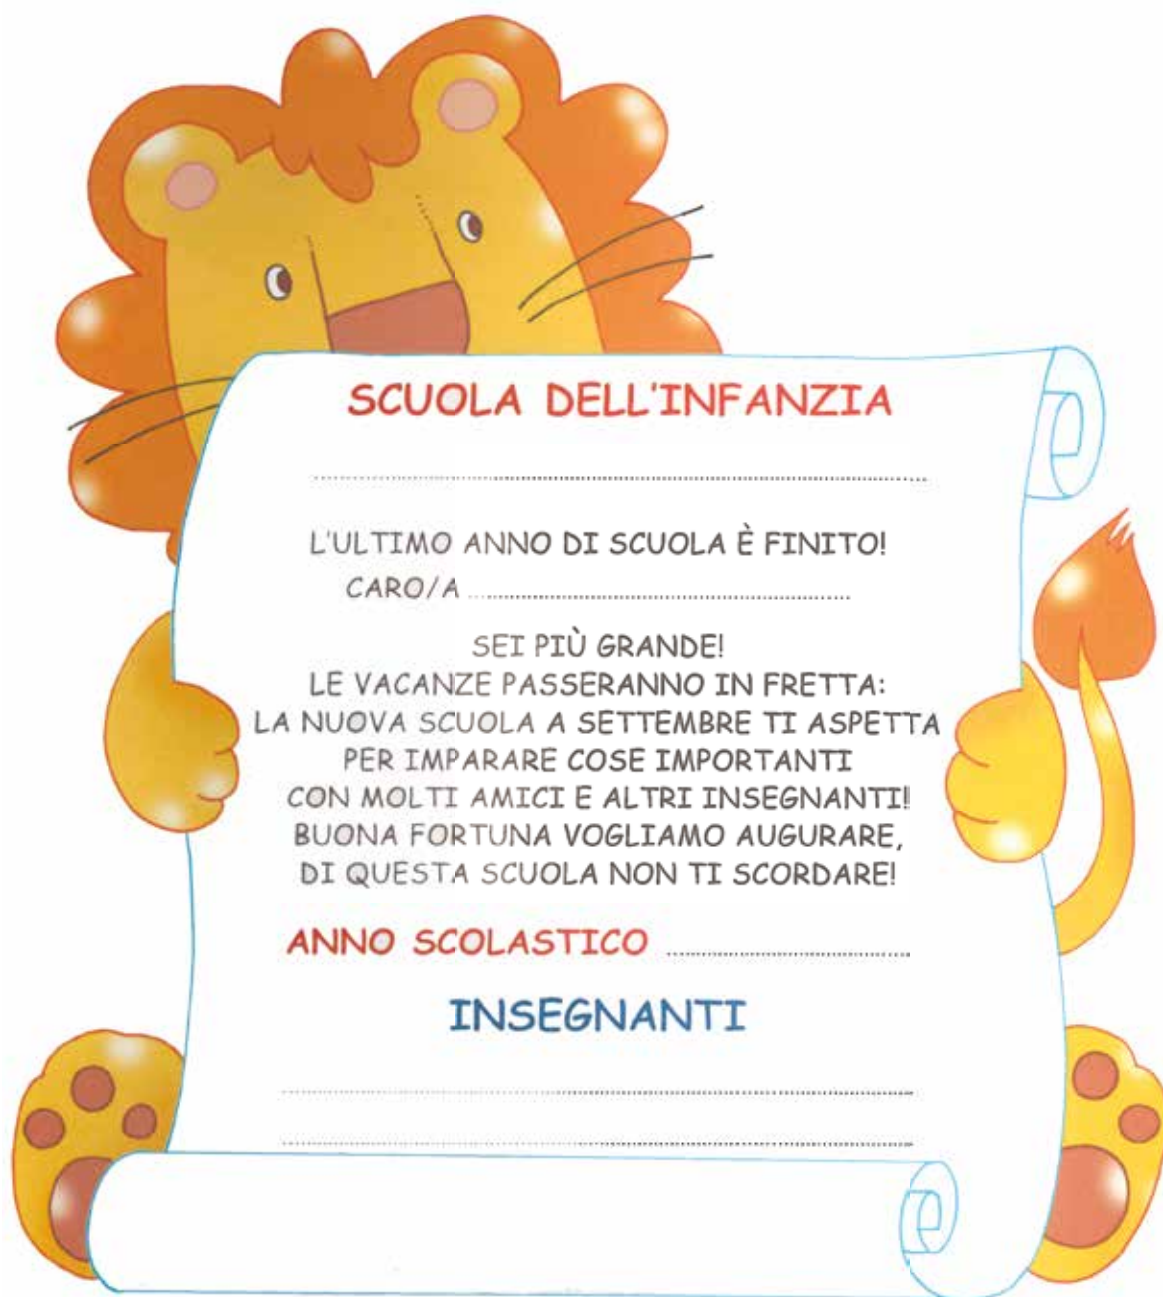 SCUOLA DELL'INFANZIA
L'ULTIMO ANNO DI SCUOLA È FINITO!
CARO/A
SEI PIÙ GRANDE!
LE VACANZE PASSERANNO IN FRETTA:
LA NUOVA SCUOLA A SETTEMBRE TI ASPETTA
PER IMPARARE COSE IMPORTANTI
CON MOLTI AMICI E ALTRI INSEGNANTI!
BUONA FORTUNA VOGLIAMO AUGURARE,
DI QUESTA SCUOLA NON TI SCORDARE!
ANNO SCOLASTICO
INSEGNANTI